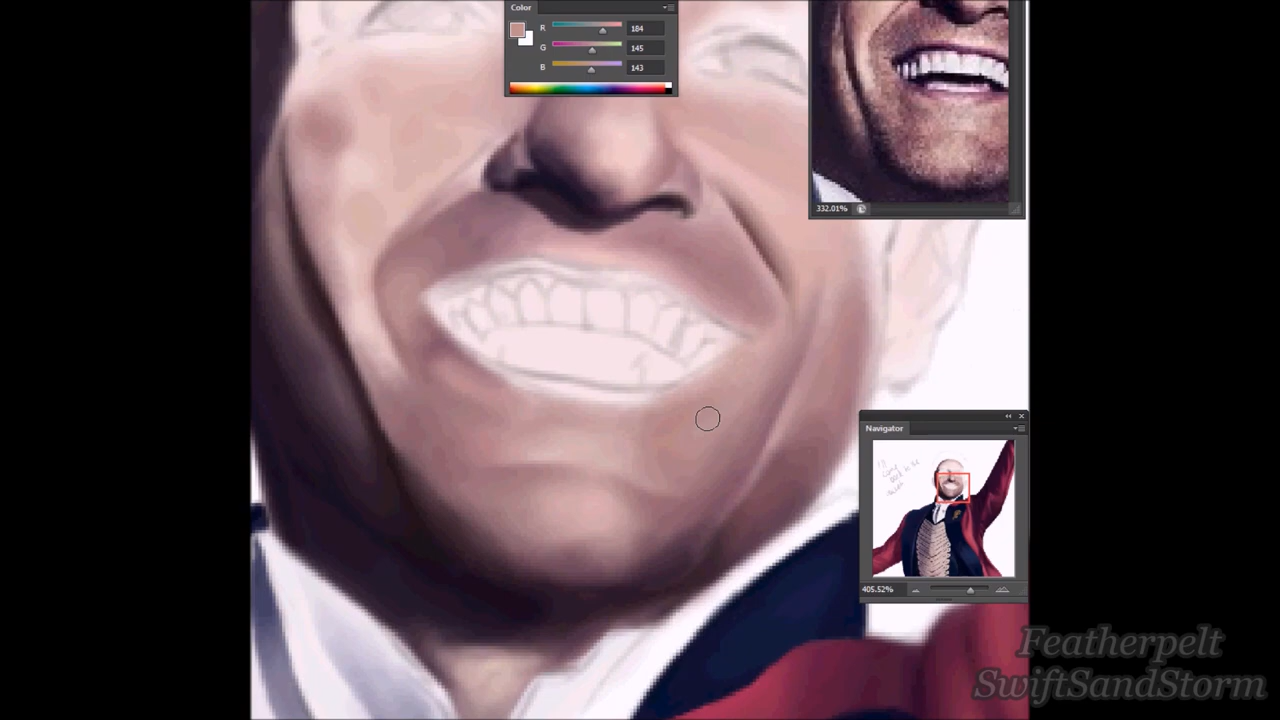 Color
R 184
G 145
B 143
332.01%
Navigator
405.52%
Featherpelt
SwiftSandStorm